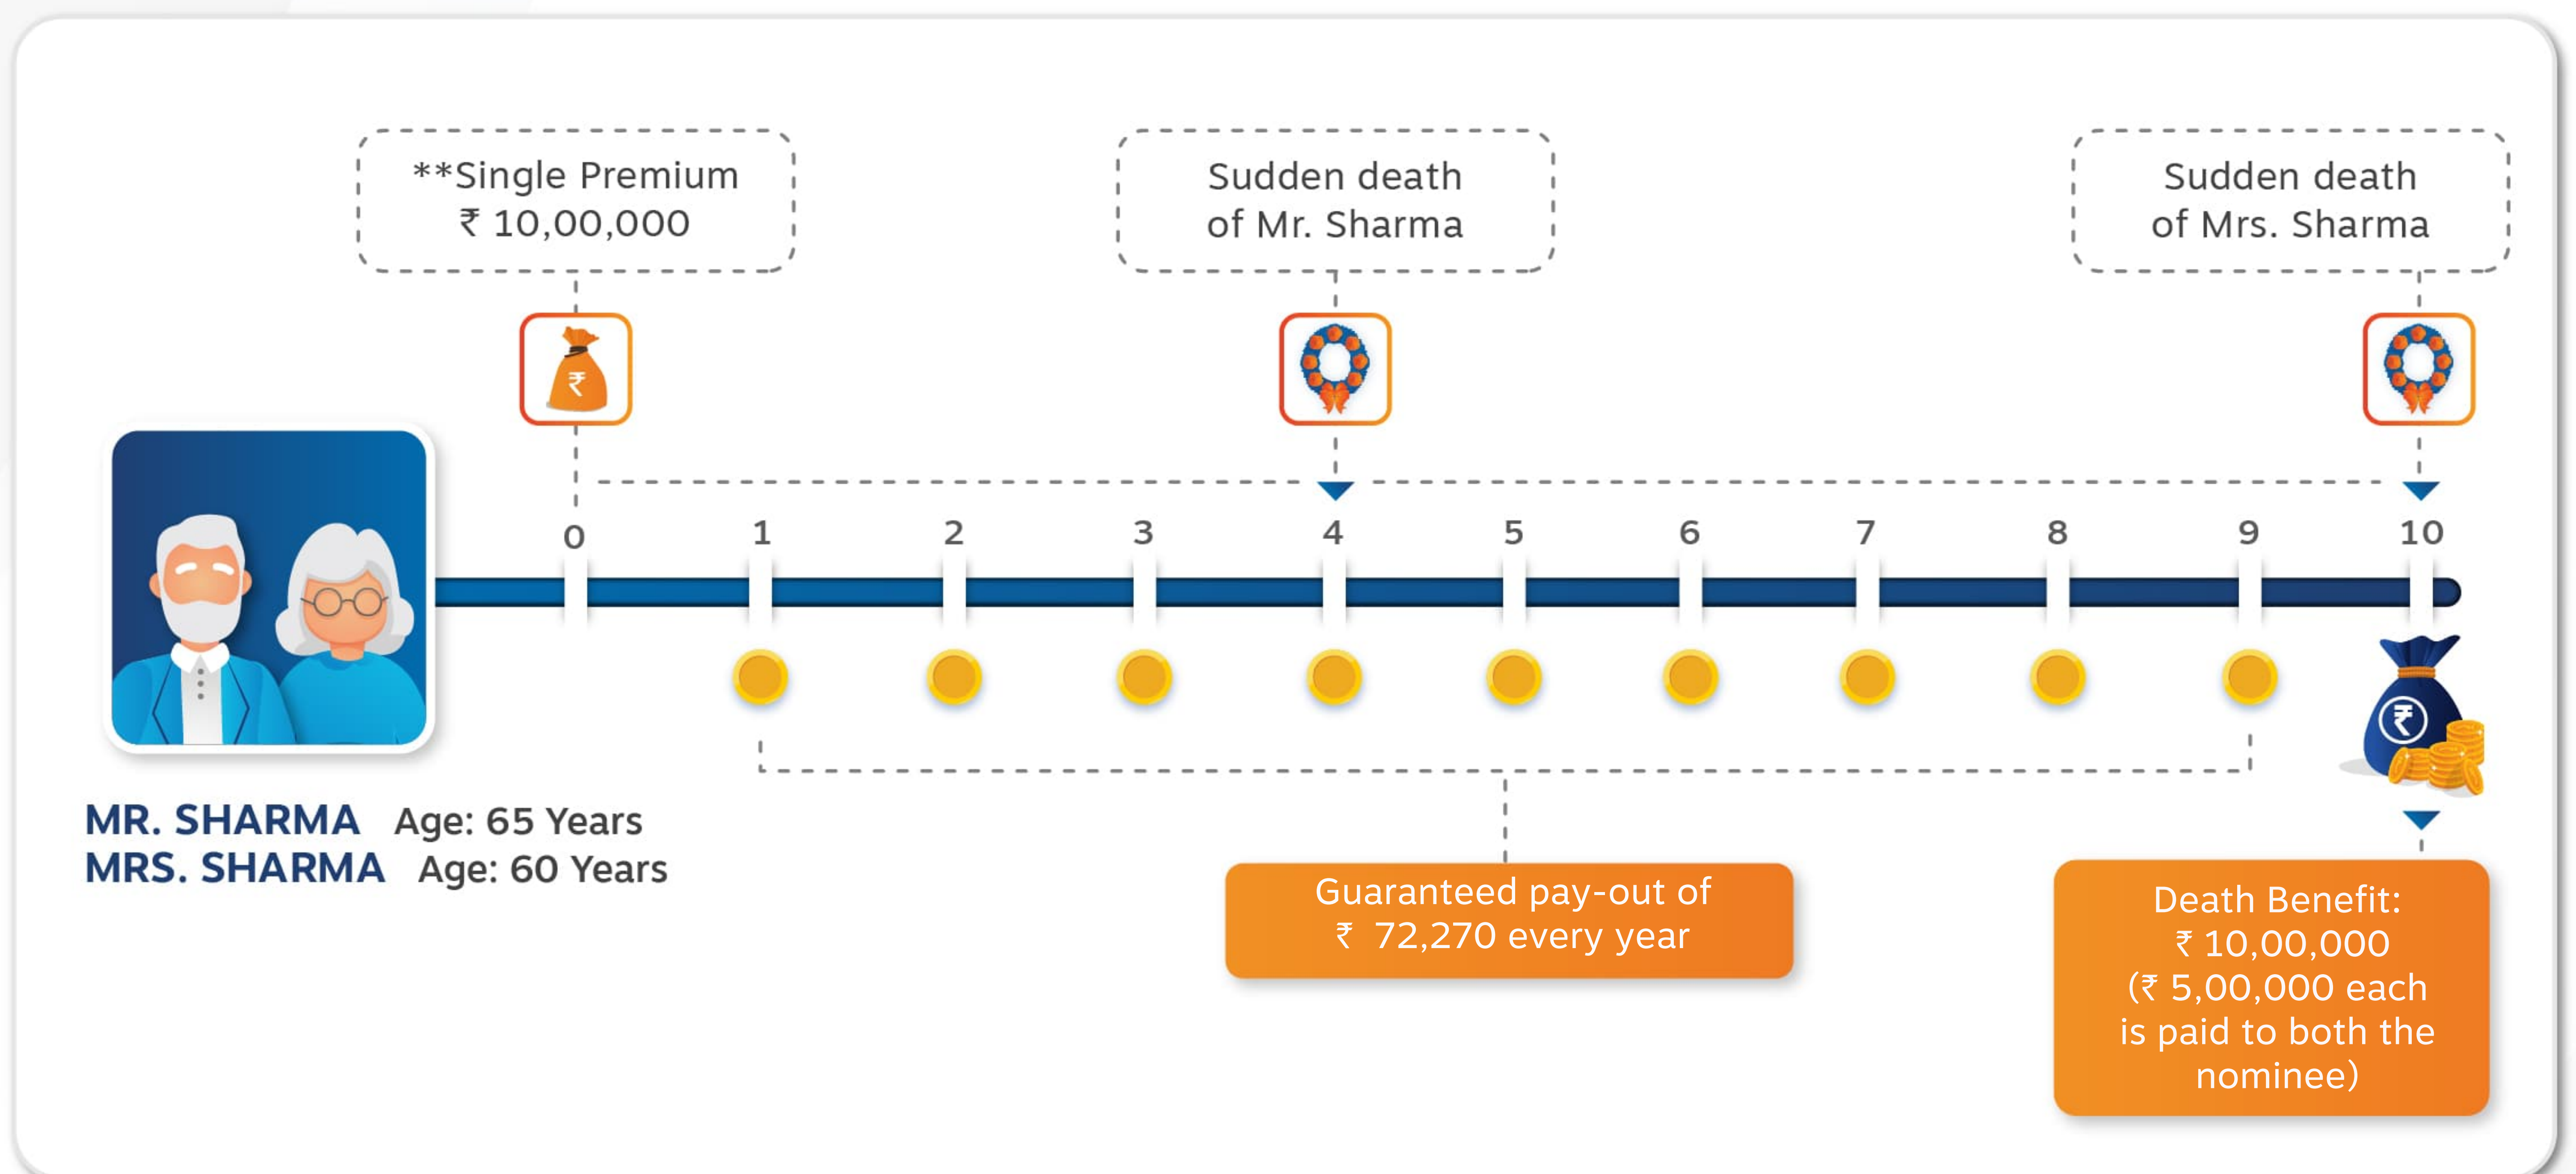 **Single Premium
₹ 10,00,000
Sudden death
of Mr. Sharma
Sudden death
of Mrs. Sharma
₹
0 1 2 3 4 5 6 7 8 9 10
₹
MR. SHARMA Age: 65 Years
MRS. SHARMA Age: 60 Years
Guaranteed pay-out of
₹ 72,270 every year
Death Benefit:
₹ 10,00,000
(₹ 5,00,000 each
is paid to both the
nominee)